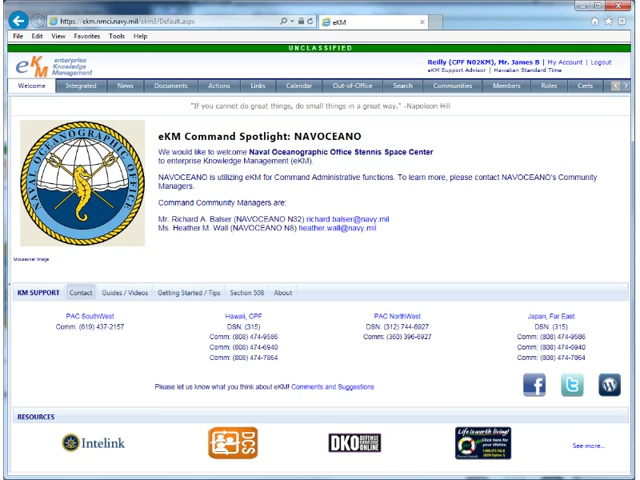 https://ekm.nmci.navy.mil/ekm3/Default.aspx
eKM
File Edit View Favorites Tools Help
UNCLASSIFIED
eKM enterprise Knowledge Management
Reilly (CPF N02KM), Mr. James B | My Account | Logout
eKM Support Advisor | Hawaiian Standard Time
Welcome Integrated News Documents Actions Links Calendar Out-of-Office Search Communities Members Roles Certs
"If you cannot do great things, do small things in a great way." -Napoleon Hill
NAVAL OCEANOGRAPHIC OFFICE
eKM Command Spotlight: NAVOCEANO
We would like to welcome Naval Oceanographic Office Stennis Space Center
to enterprise Knowledge Management (eKM).
NAVOCEANO is utilizing eKM for Command Administrative functions. To learn more, please contact NAVOCEANO's Community
Managers.
Command Community Managers are:
Mr. Richard A. Balser (NAVOCEANO N32) richard.balser@navy.mil
Ms. Heather M. Wall (NAVOCEANO N8) heather.wall@navy.mil
Mouseover Image
KM SUPPORT Contact Guides / Videos Getting Started / Tips Section 508 About
PAC SouthWest Hawaii, CPF PAC NorthWest Japan, Far East
Comm: (619) 437-2157 DSN: (315) DSN: (312) 744-6927 DSN: (315)
Comm: (808) 474-9586 Comm: (360) 396-6927 Comm: (808) 474-9586
Comm: (808) 474-6940 Comm: (808) 474-6940
Comm: (808) 474-7864 Comm: (808) 474-7864
Please let us know what you think about eKM! Comments and Suggestions
RESOURCES
Intelink DCS DKO DEFENSE KNOWLEDGE ONLINE Life is worth living! Click here for your lifeline See more...